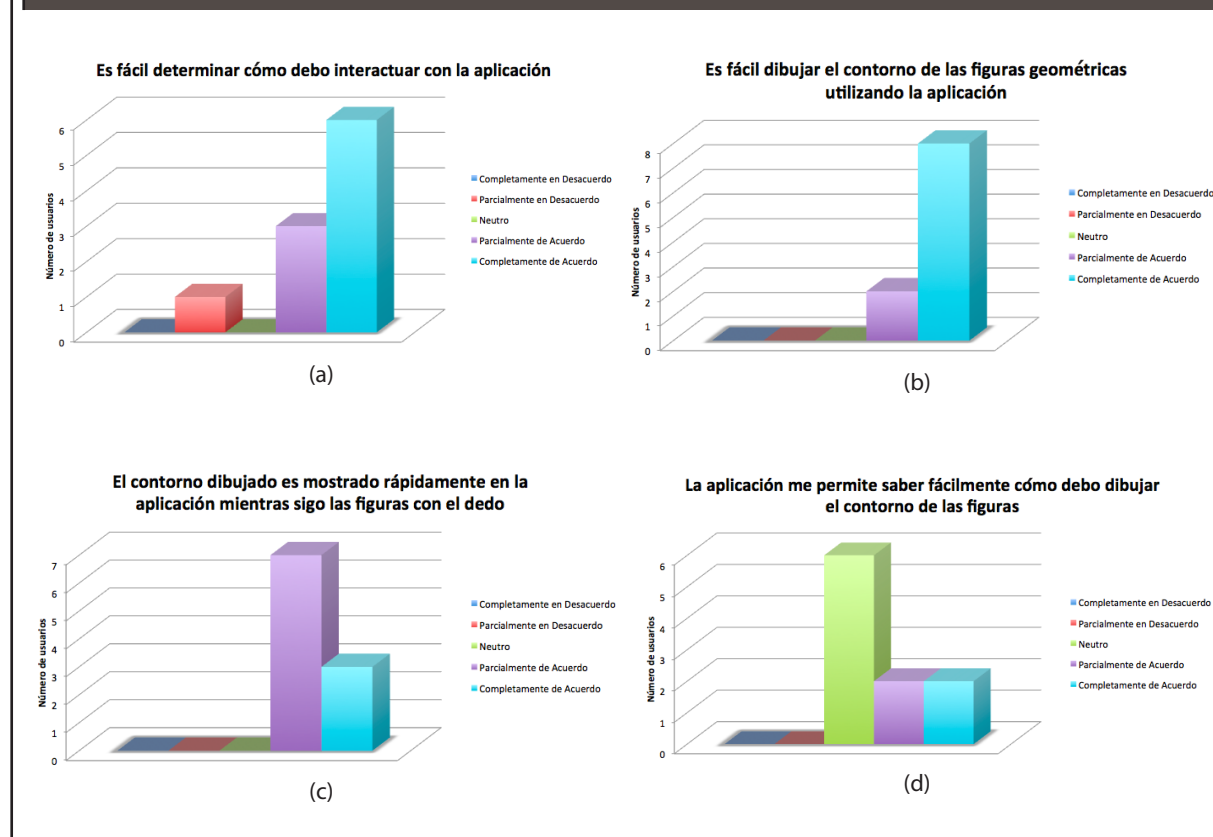 Es fácil determinar cómo debo interactuar con la aplicación
6
5
4
3
2
1
0
Número de usuarios
Completamente en Desacuerdo
Parcialmente en Desacuerdo
Neutro
Parcialmente de Acuerdo
Completamente de Acuerdo
(a)
Es fácil dibujar el contorno de las figuras geométricas
utilizando la aplicación
8
7
6
5
4
3
2
1
0
Número de usuarios
Completamente en Desacuerdo
Parcialmente en Desacuerdo
Neutro
Parcialmente de Acuerdo
Completamente de Acuerdo
(b)
El contorno dibujado es mostrado rápidamente en la
aplicación mientras sigo las figuras con el dedo
7
6
5
4
3
2
1
0
Número de usuarios
Completamente en Desacuerdo
Parcialmente en Desacuerdo
Neutro
Parcialmente de Acuerdo
Completamente de Acuerdo
(c)
La aplicación me permite saber fácilmente cómo debo dibujar
el contorno de las figuras
6
5
4
3
2
1
0
Número de usuarios
Completamente en Desacuerdo
Parcialmente en Desacuerdo
Neutro
Parcialmente de Acuerdo
Completamente de Acuerdo
(d)